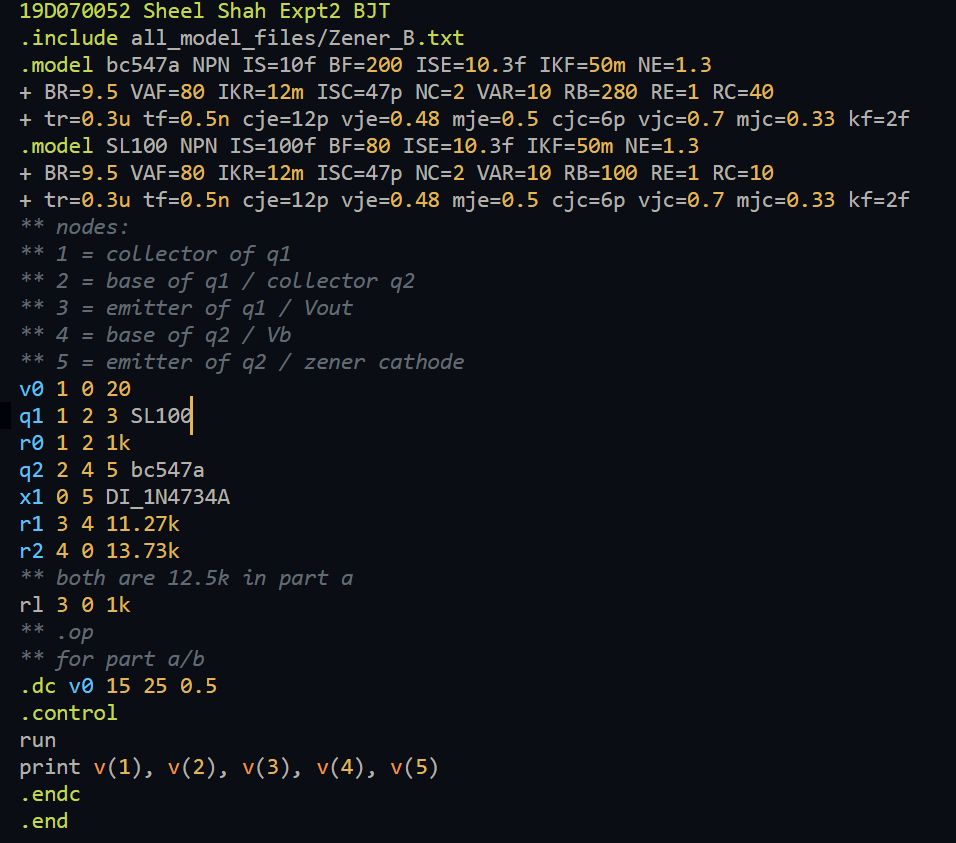 19D070052 Sheel Shah Expt2 BJT
.include all_model_files/Zener_B.txt
.model bc547a NPN IS=10f BF=200 ISE=10.3f IKF=50m NE=1.3
+ BR=9.5 VAF=80 IKR=12m ISC=47p NC=2 VAR=10 RB=280 RE=1 RC=40
+ tr=0.3u tf=0.5n cje=12p vje=0.48 mje=0.5 cjc=6p vjc=0.7 mjc=0.33 kf=2f
.model SL100 NPN IS=100f BF=80 ISE=10.3f IKF=50m NE=1.3
+ BR=9.5 VAF=80 IKR=12m ISC=47p NC=2 VAR=10 RB=100 RE=1 RC=10
+ tr=0.3u tf=0.5n cje=12p vje=0.48 mje=0.5 cjc=6p vjc=0.7 mjc=0.33 kf=2f
** nodes:
** 1 = collector of q1
** 2 = base of q1 / collector q2
** 3 = emitter of q1 / Vout
** 4 = base of q2 / Vb
** 5 = emitter of q2 / zener cathode
v0 1 0 20
q1 1 2 3 SL100
r0 1 2 1k
q2 2 4 5 bc547a
x1 0 5 DI_1N4734A
r1 3 4 11.27k
r2 4 0 13.73k
** both are 12.5k in part a
rl 3 0 1k
** .op
** for part a/b
.dc v0 15 25 0.5
.control
run
print v(1), v(2), v(3), v(4), v(5)
.endc
.end